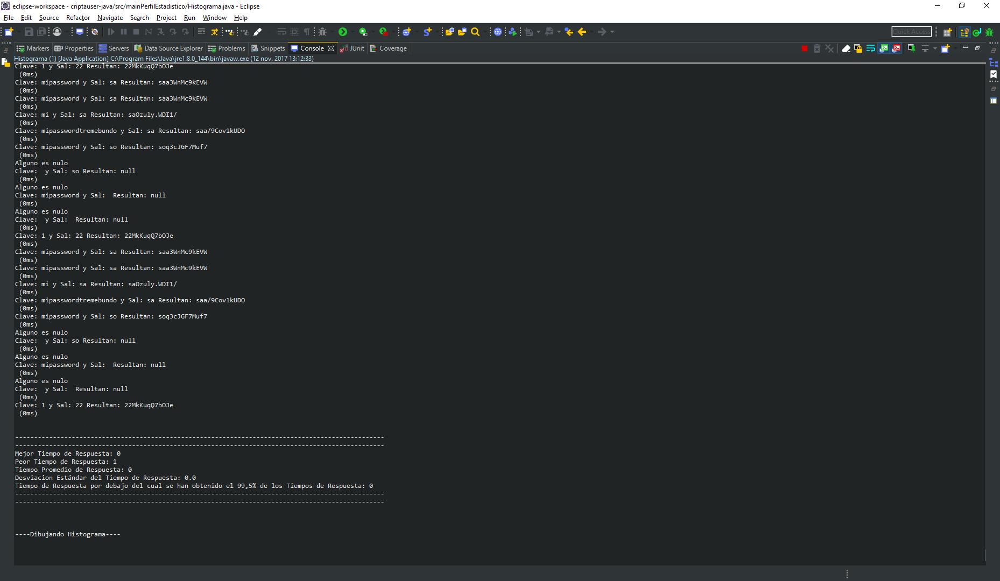 eclipse-workspace - criptauser-java/src/mainPerfilEstadistico/Histograma.java - Eclipse
File Edit Source Refactor Navigate Search Project Run Window Help
Quick Access
Markers Properties Servers Data Source Explorer Problems Snippets Console JUnit Coverage
Histograma (1) [Java Application] C:\Program Files\Java\jre1.8.0_144\bin\javaw.exe (12 nov. 2017 13:12:33)
Clave: 1 y Sal: 22 Resultan: 22MkKuqQ7bOJe
(0ms)
Clave: mipassword y Sal: sa Resultan: saa3WnMc9kEVW
(0ms)
Clave: mipassword y Sal: sa Resultan: saa3WnMc9kEVW
(0ms)
Clave: mi y Sal: sa Resultan: saOzuly.WDI1/
(0ms)
Clave: mipasswordtremebundo y Sal: sa Resultan: saa/9Cov1kUDO
(0ms)
Clave: mipassword y Sal: so Resultan: soq3cJGF7Muf7
(0ms)
Alguno es nulo
Clave:  y Sal: so Resultan: null
(0ms)
Alguno es nulo
Clave: mipassword y Sal:  Resultan: null
(0ms)
Alguno es nulo
Clave:  y Sal:  Resultan: null
(0ms)
Clave: 1 y Sal: 22 Resultan: 22MkKuqQ7bOJe
(0ms)
Clave: mipassword y Sal: sa Resultan: saa3WnMc9kEVW
(0ms)
Clave: mipassword y Sal: sa Resultan: saa3WnMc9kEVW
(0ms)
Clave: mi y Sal: sa Resultan: saOzuly.WDI1/
(0ms)
Clave: mipasswordtremebundo y Sal: sa Resultan: saa/9Cov1kUDO
(0ms)
Clave: mipassword y Sal: so Resultan: soq3cJGF7Muf7
(0ms)
Alguno es nulo
Clave:  y Sal: so Resultan: null
(0ms)
Alguno es nulo
Clave: mipassword y Sal:  Resultan: null
(0ms)
Alguno es nulo
Clave:  y Sal:  Resultan: null
(0ms)
Clave: 1 y Sal: 22 Resultan: 22MkKuqQ7bOJe
(0ms)
--------------------------------------------------------------------------------------------------
--------------------------------------------------------------------------------------------------
Mejor Tiempo de Respuesta: 0
Peor Tiempo de Respuesta: 1
Tiempo Promedio de Respuesta: 0
Desviacion Estándar del Tiempo de Respuesta: 0.0
Tiempo de Respuesta por debajo del cual se han obtenido el 99,5% de los Tiempos de Respuesta: 0
--------------------------------------------------------------------------------------------------
--------------------------------------------------------------------------------------------------
----Dibujando Histograma----